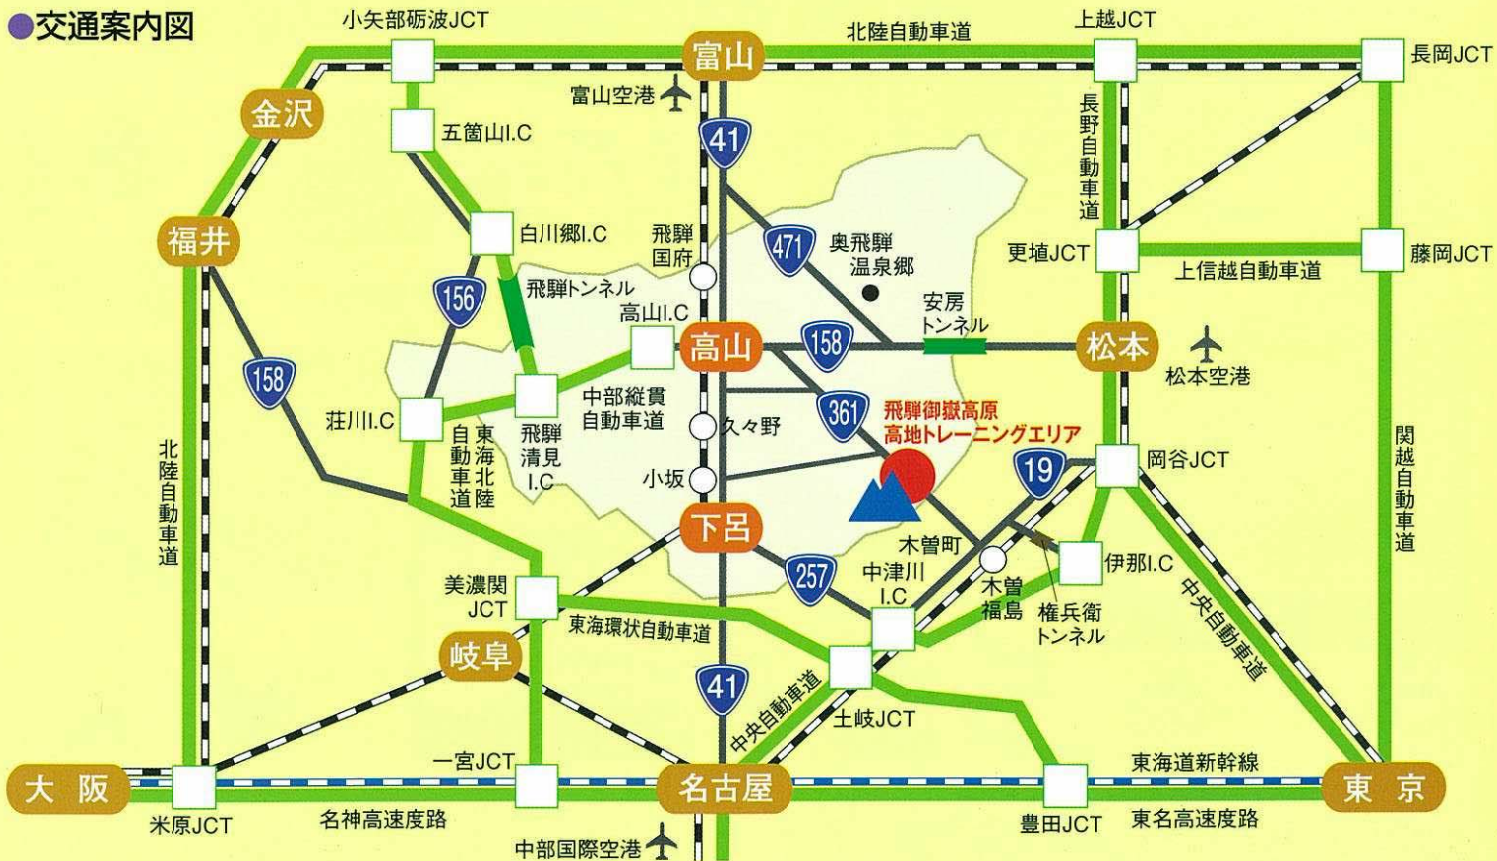 ●交通案内図
小矢部砺波JCT
富山
北陸自動車道
上越JCT
長岡JCT
富山空港
金沢
五箇山I.C
41
長野自動車道
福井
白川郷I.C
飛騨
国府
471
奥飛騨
温泉郷
更埴JCT
上信越自動車道
藤岡JCT
156
飛騨トンネル
高山I.C
高山
158
安房
トンネル
松本
松本空港
158
荘川I.C
東海北陸
自動車道
飛騨
清見
I.C
中部縦貫
自動車道
久々野
361
飛騨御嶽高原
高地トレーニングエリア
北陸自動車道
小坂
19
岡谷JCT
関越自動車道
下呂
木曽町
中津川
I.C
257
木曽
福島
権兵衛
トンネル
伊那I.C
中央自動車道
美濃関
JCT
東海環状自動車道
岐阜
41
中央自動車道
土岐JCT
一宮JCT
東海道新幹線
大阪
名古屋
東京
米原JCT
名神高速度路
豊田JCT
東名高速度路
中部国際空港